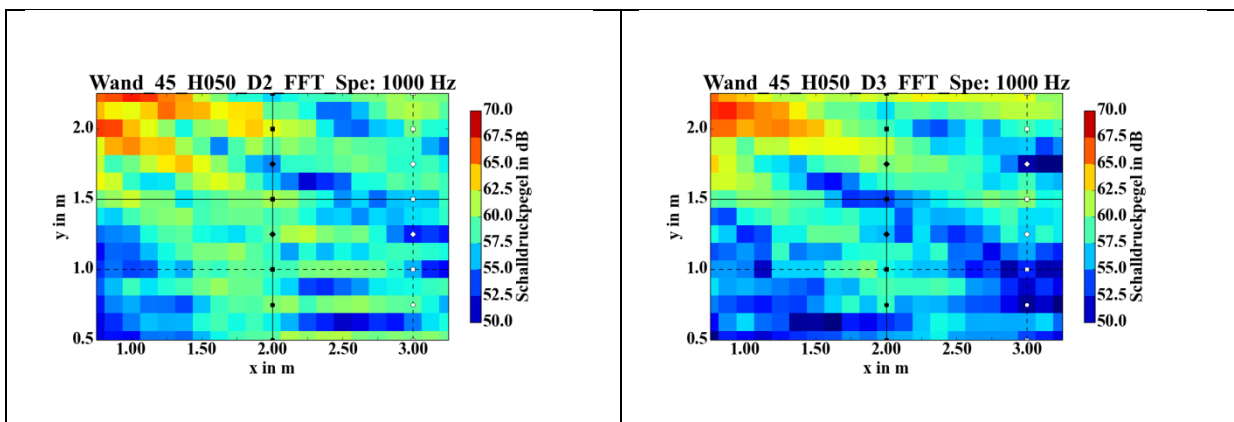 Wand_45_H050_D2_FFT_Spe: 1000 Hz
70.0
67.5
65.0
62.5
60.0
57.5
55.0
52.5
50.0
Schalldruckpegel in dB
2.0
1.5
1.0
0.5
y in m
1.00 1.50 2.00 2.50 3.00
x in m
Wand_45_H050_D3_FFT_Spe: 1000 Hz
70.0
67.5
65.0
62.5
60.0
57.5
55.0
52.5
50.0
Schalldruckpegel in dB
2.0
1.5
1.0
0.5
y in m
1.00 1.50 2.00 2.50 3.00
x in m